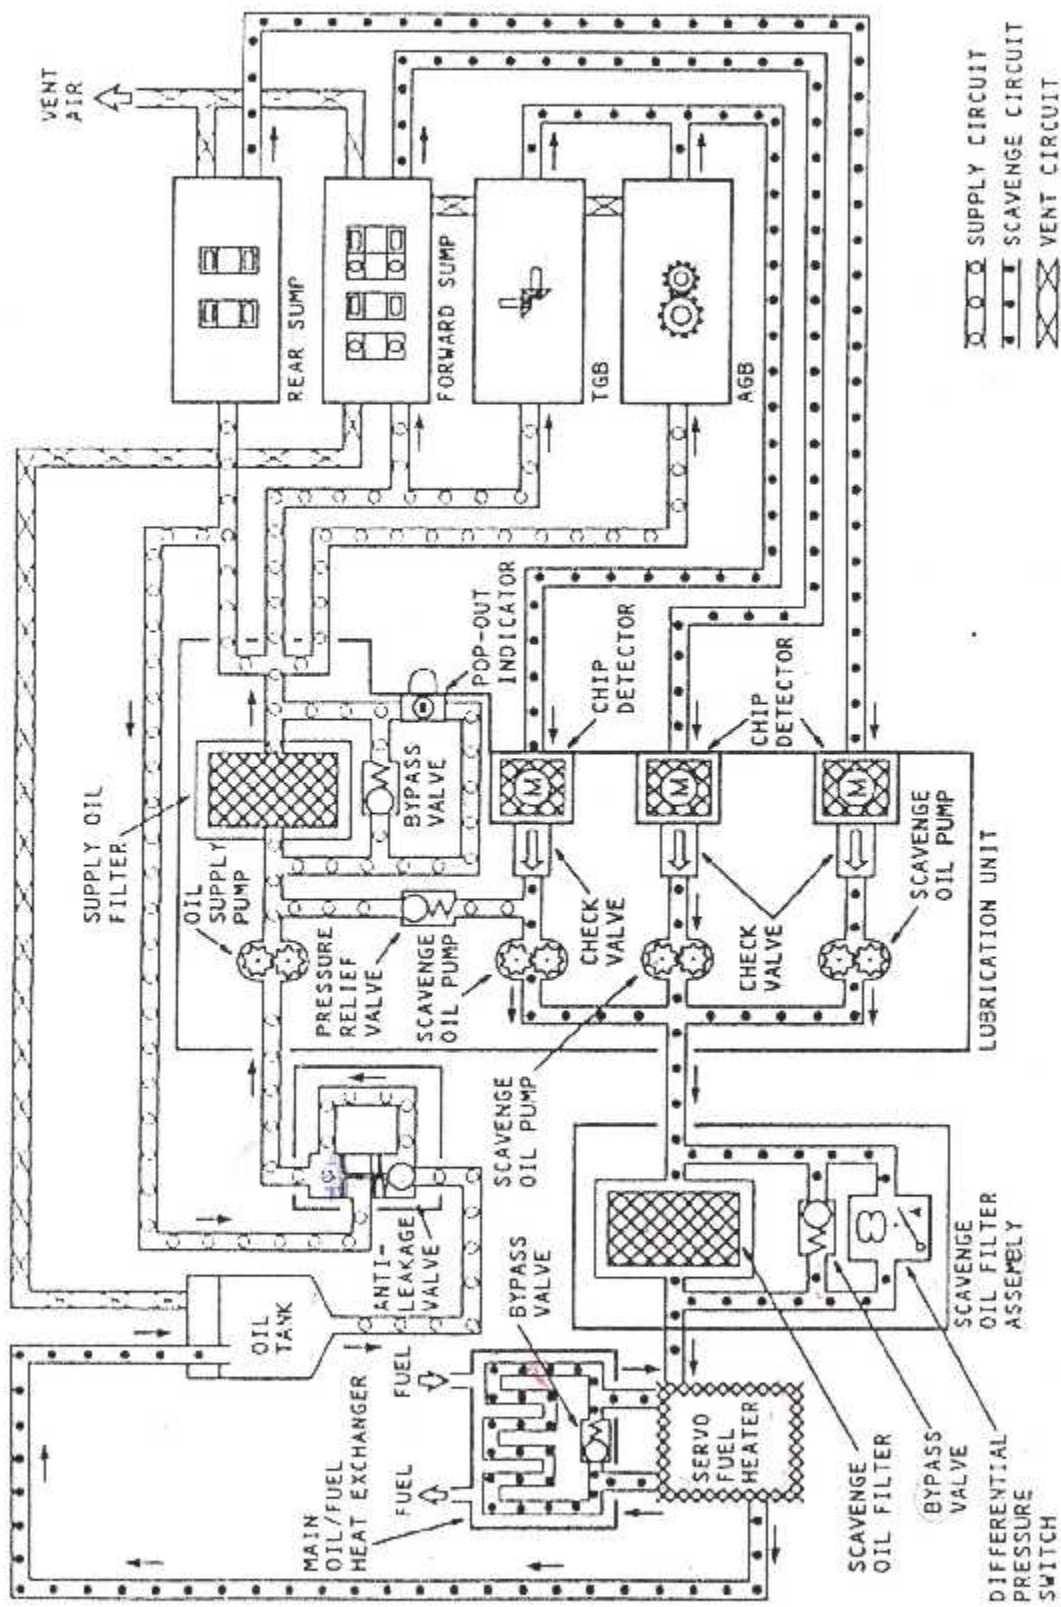 VENT
AIR
REAR SUMP
FORWARD SUMP
TGB
AGB
SUPPLY CIRCUIT
SCAVENGE CIRCUIT
VENT CIRCUIT
SUPPLY OIL
FILTER
OIL
SUPPLY
PUMP
BYPASS
VALVE
POP-OUT
INDICATOR
CHIP
DETECTOR
CHIP
DETECTOR
M
M
M
PRESSURE
RELIEF
VALVE
SCAVENGE
OIL PUMP
CHECK
VALVE
CHECK
VALVE
SCAVENGE
OIL PUMP
SCAVENGE
OIL PUMP
LUBRICATION UNIT
OIL
TANK
ANTI-
LEAKAGE
VALVE
BYPASS
VALVE
FUEL
FUEL
MAIN
OIL/FUEL
HEAT EXCHANGER
SERVO
FUEL
HEATER
SCAVENGE
OIL FILTER
ASSEMBLY
SCAVENGE
OIL FILTER
BYPASS
VALVE
DIFFERENTIAL
PRESSURE
SWITCH